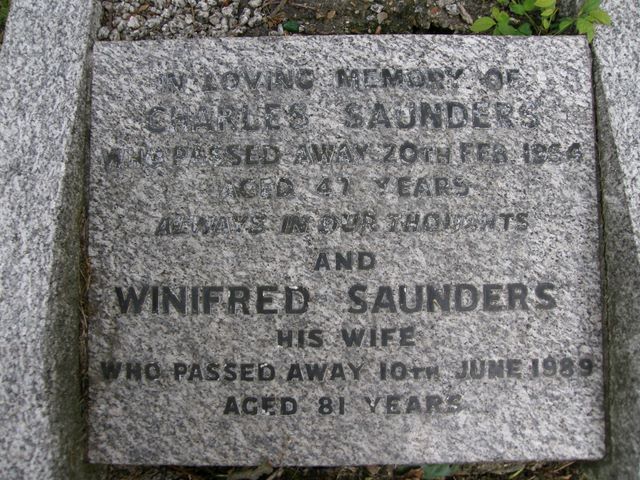 IN LOVING MEMORY OF
CHARLES SAUNDERS
WHO PASSED AWAY 20TH FEB. 1954
AGED 47 YEARS
ALWAYS IN OUR THOUGHTS
AND
WINIFRED SAUNDERS
HIS WIFE
WHO PASSED AWAY 10TH JUNE 1989
AGED 81 YEARS